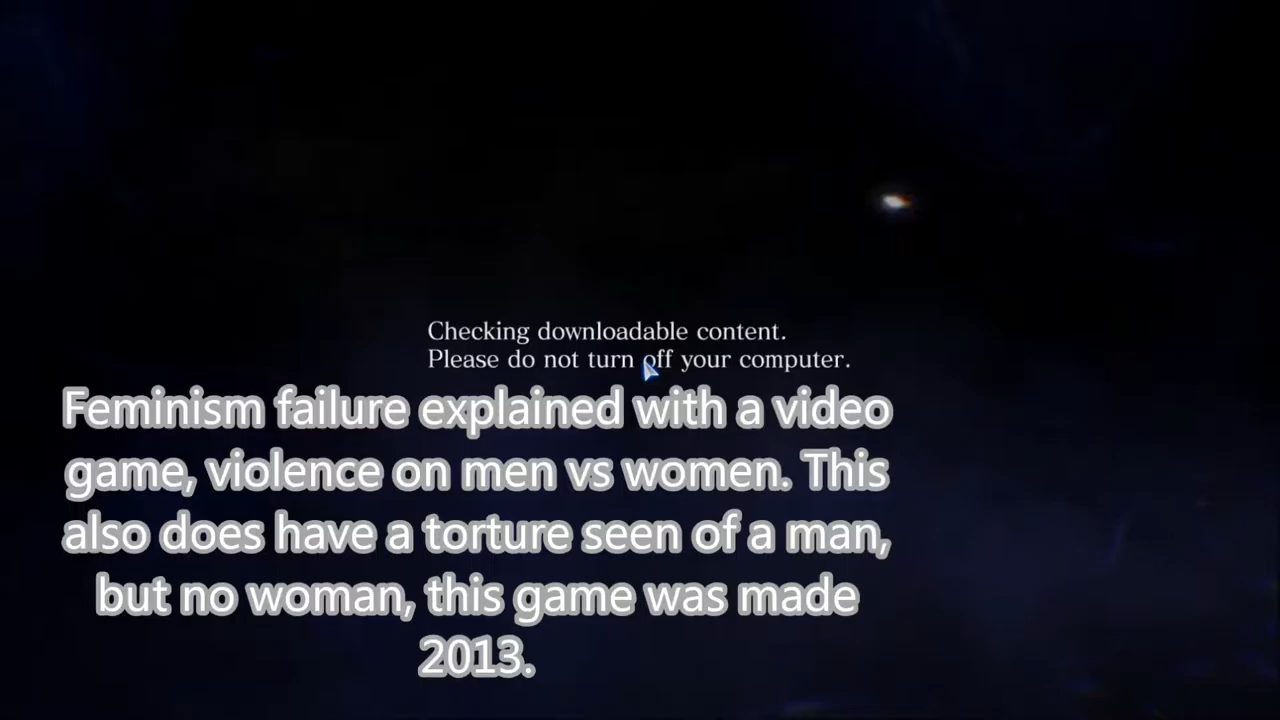 Checking downloadable content.
Please do not turn off your computer.
Feminism failure explained with a video
game, violence on men vs women. This
also does have a torture seen of a man,
but no woman, this game was made
2013.